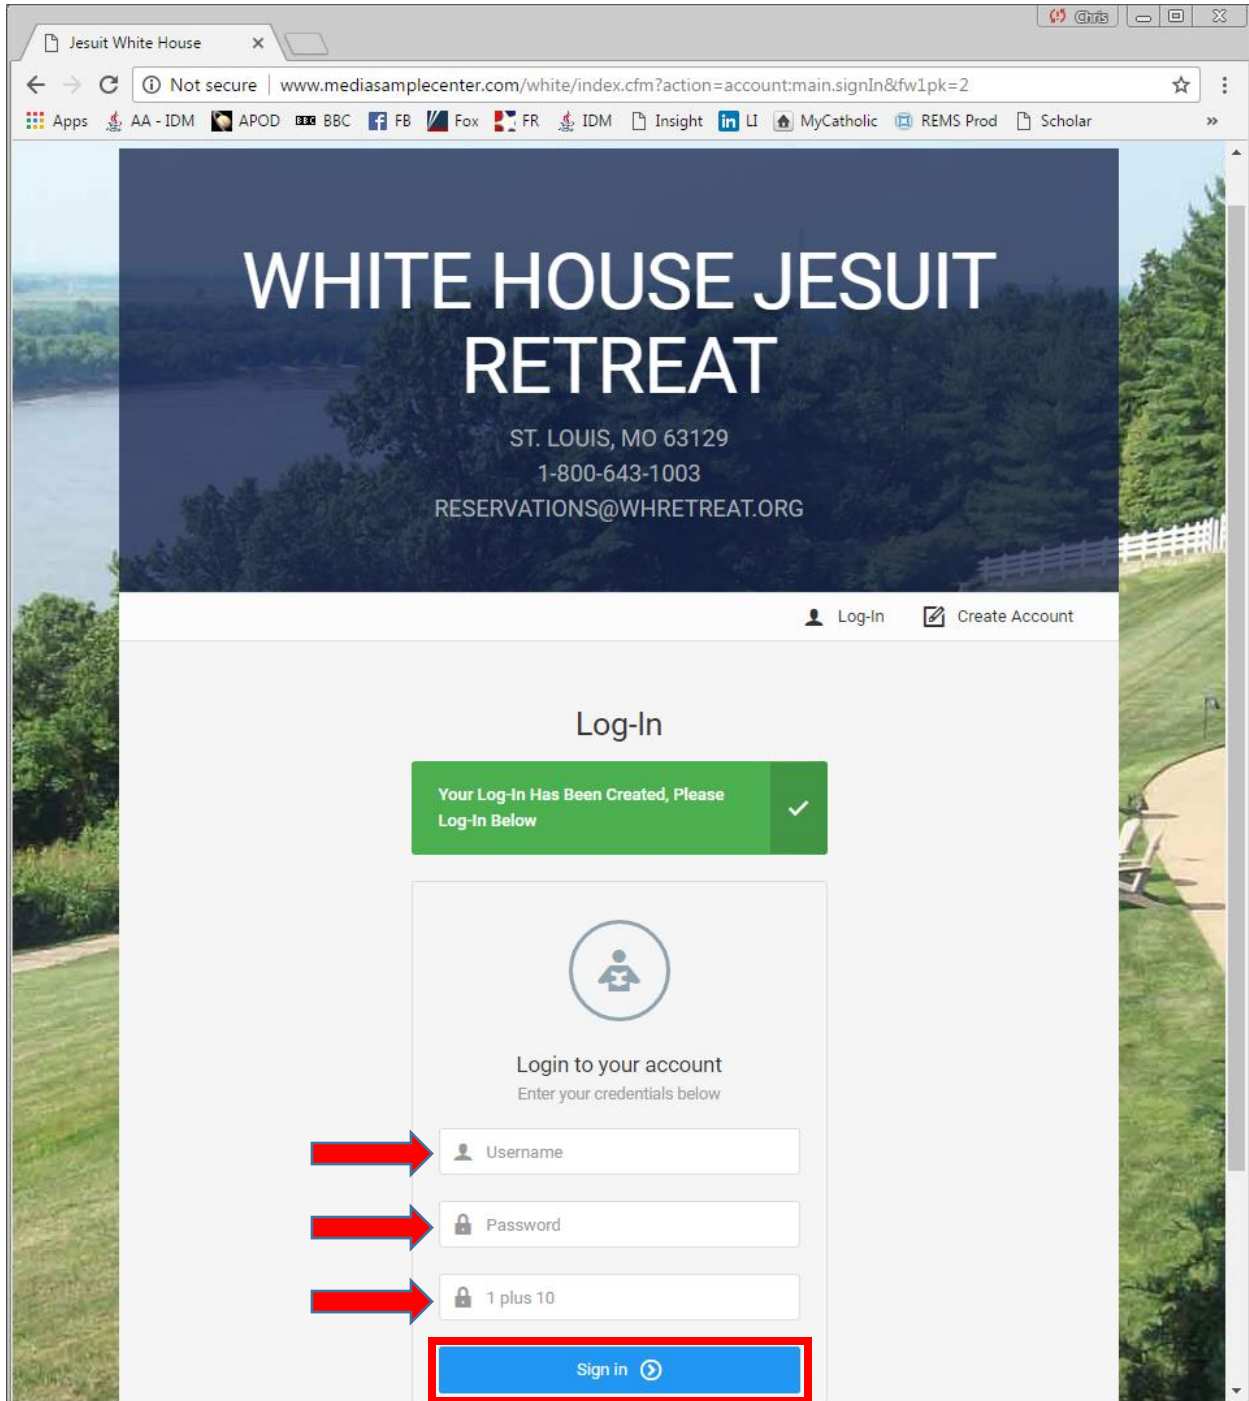 Chris
Jesuit White House
Not secure | www.mediasamplecenter.com/white/index.cfm?action=account:main.signIn&fw1pk=2
Apps AA - IDM APOD BBC FB Fox FR IDM Insight LI MyCatholic REMS Prod Scholar »
WHITE HOUSE JESUIT
RETREAT
ST. LOUIS, MO 63129
1-800-643-1003
RESERVATIONS@WHRETREAT.ORG
Log-In Create Account
Log-In
Your Log-In Has Been Created, Please
Log-In Below
Login to your account
Enter your credentials below
Username
Password
1 plus 10
Sign in